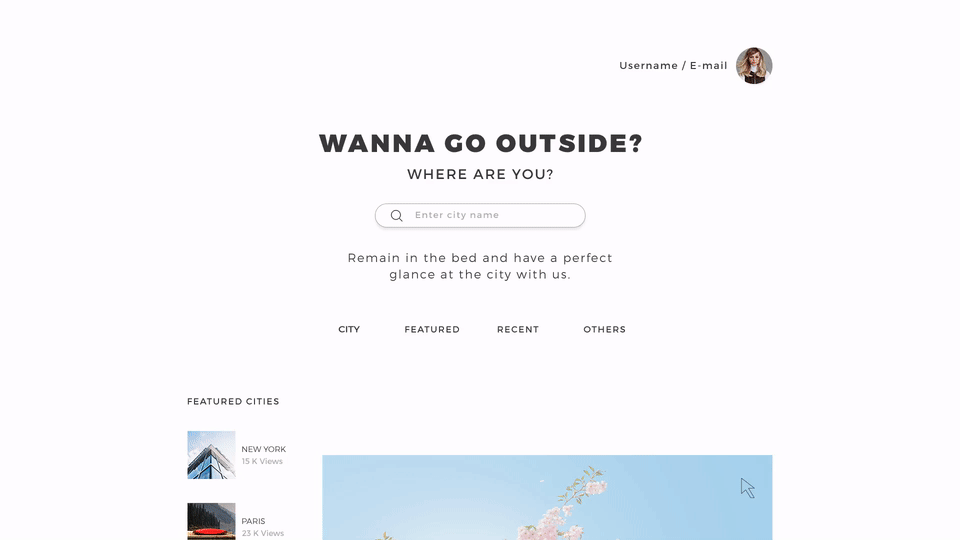 Username / E-mail
WANNA GO OUTSIDE?
WHERE ARE YOU?
Enter city name
Remain in the bed and have a perfect
glance at the city with us.
CITY FEATURED RECENT OTHERS
FEATURED CITIES
NEW YORK
15 K Views
PARIS
23 K Views